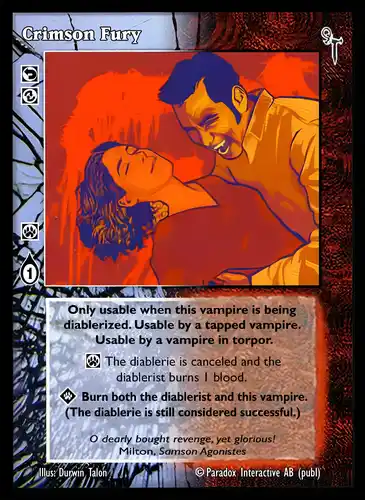 Crimson Fury
1
Only usable when this vampire is being
diablerized. Usable by a tapped vampire.
Usable by a vampire in torpor.
The diablerie is canceled and the
diablerist burns 1 blood.
Burn both the diablerist and this vampire.
(The diablerie is still considered successful.)
O dearly bought revenge, yet glorious!
Milton, Samson Agonistes
Illus: Durwin Talon
© Paradox Interactive AB (publ)